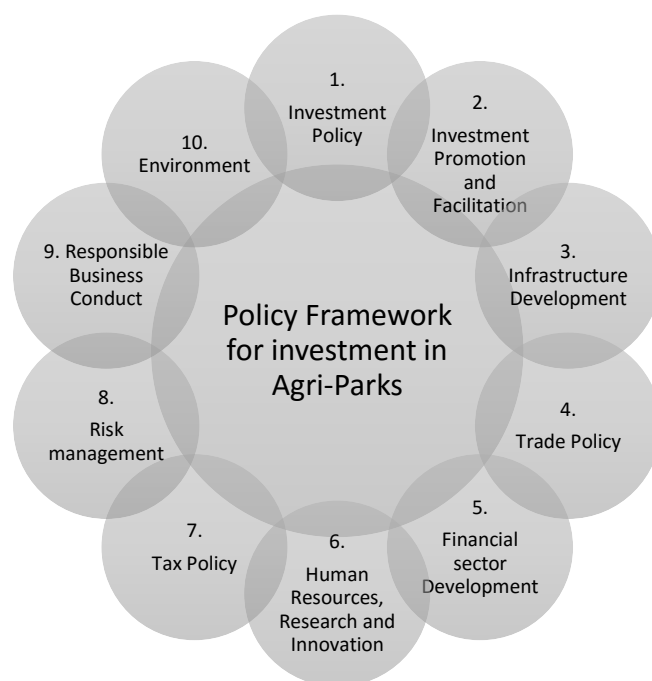 1.
Investment
Policy
2.
Investment
Promotion
and
Facilitation
3.
Infrastructure
Development
4.
Trade Policy
5.
Financial
sector
Development
6.
Human
Resources,
Research and
Innovation
7.
Tax Policy
8.
Risk
management
9. Responsible
Business
Conduct
10.
Environment
Policy Framework
for investment in
Agri-Parks